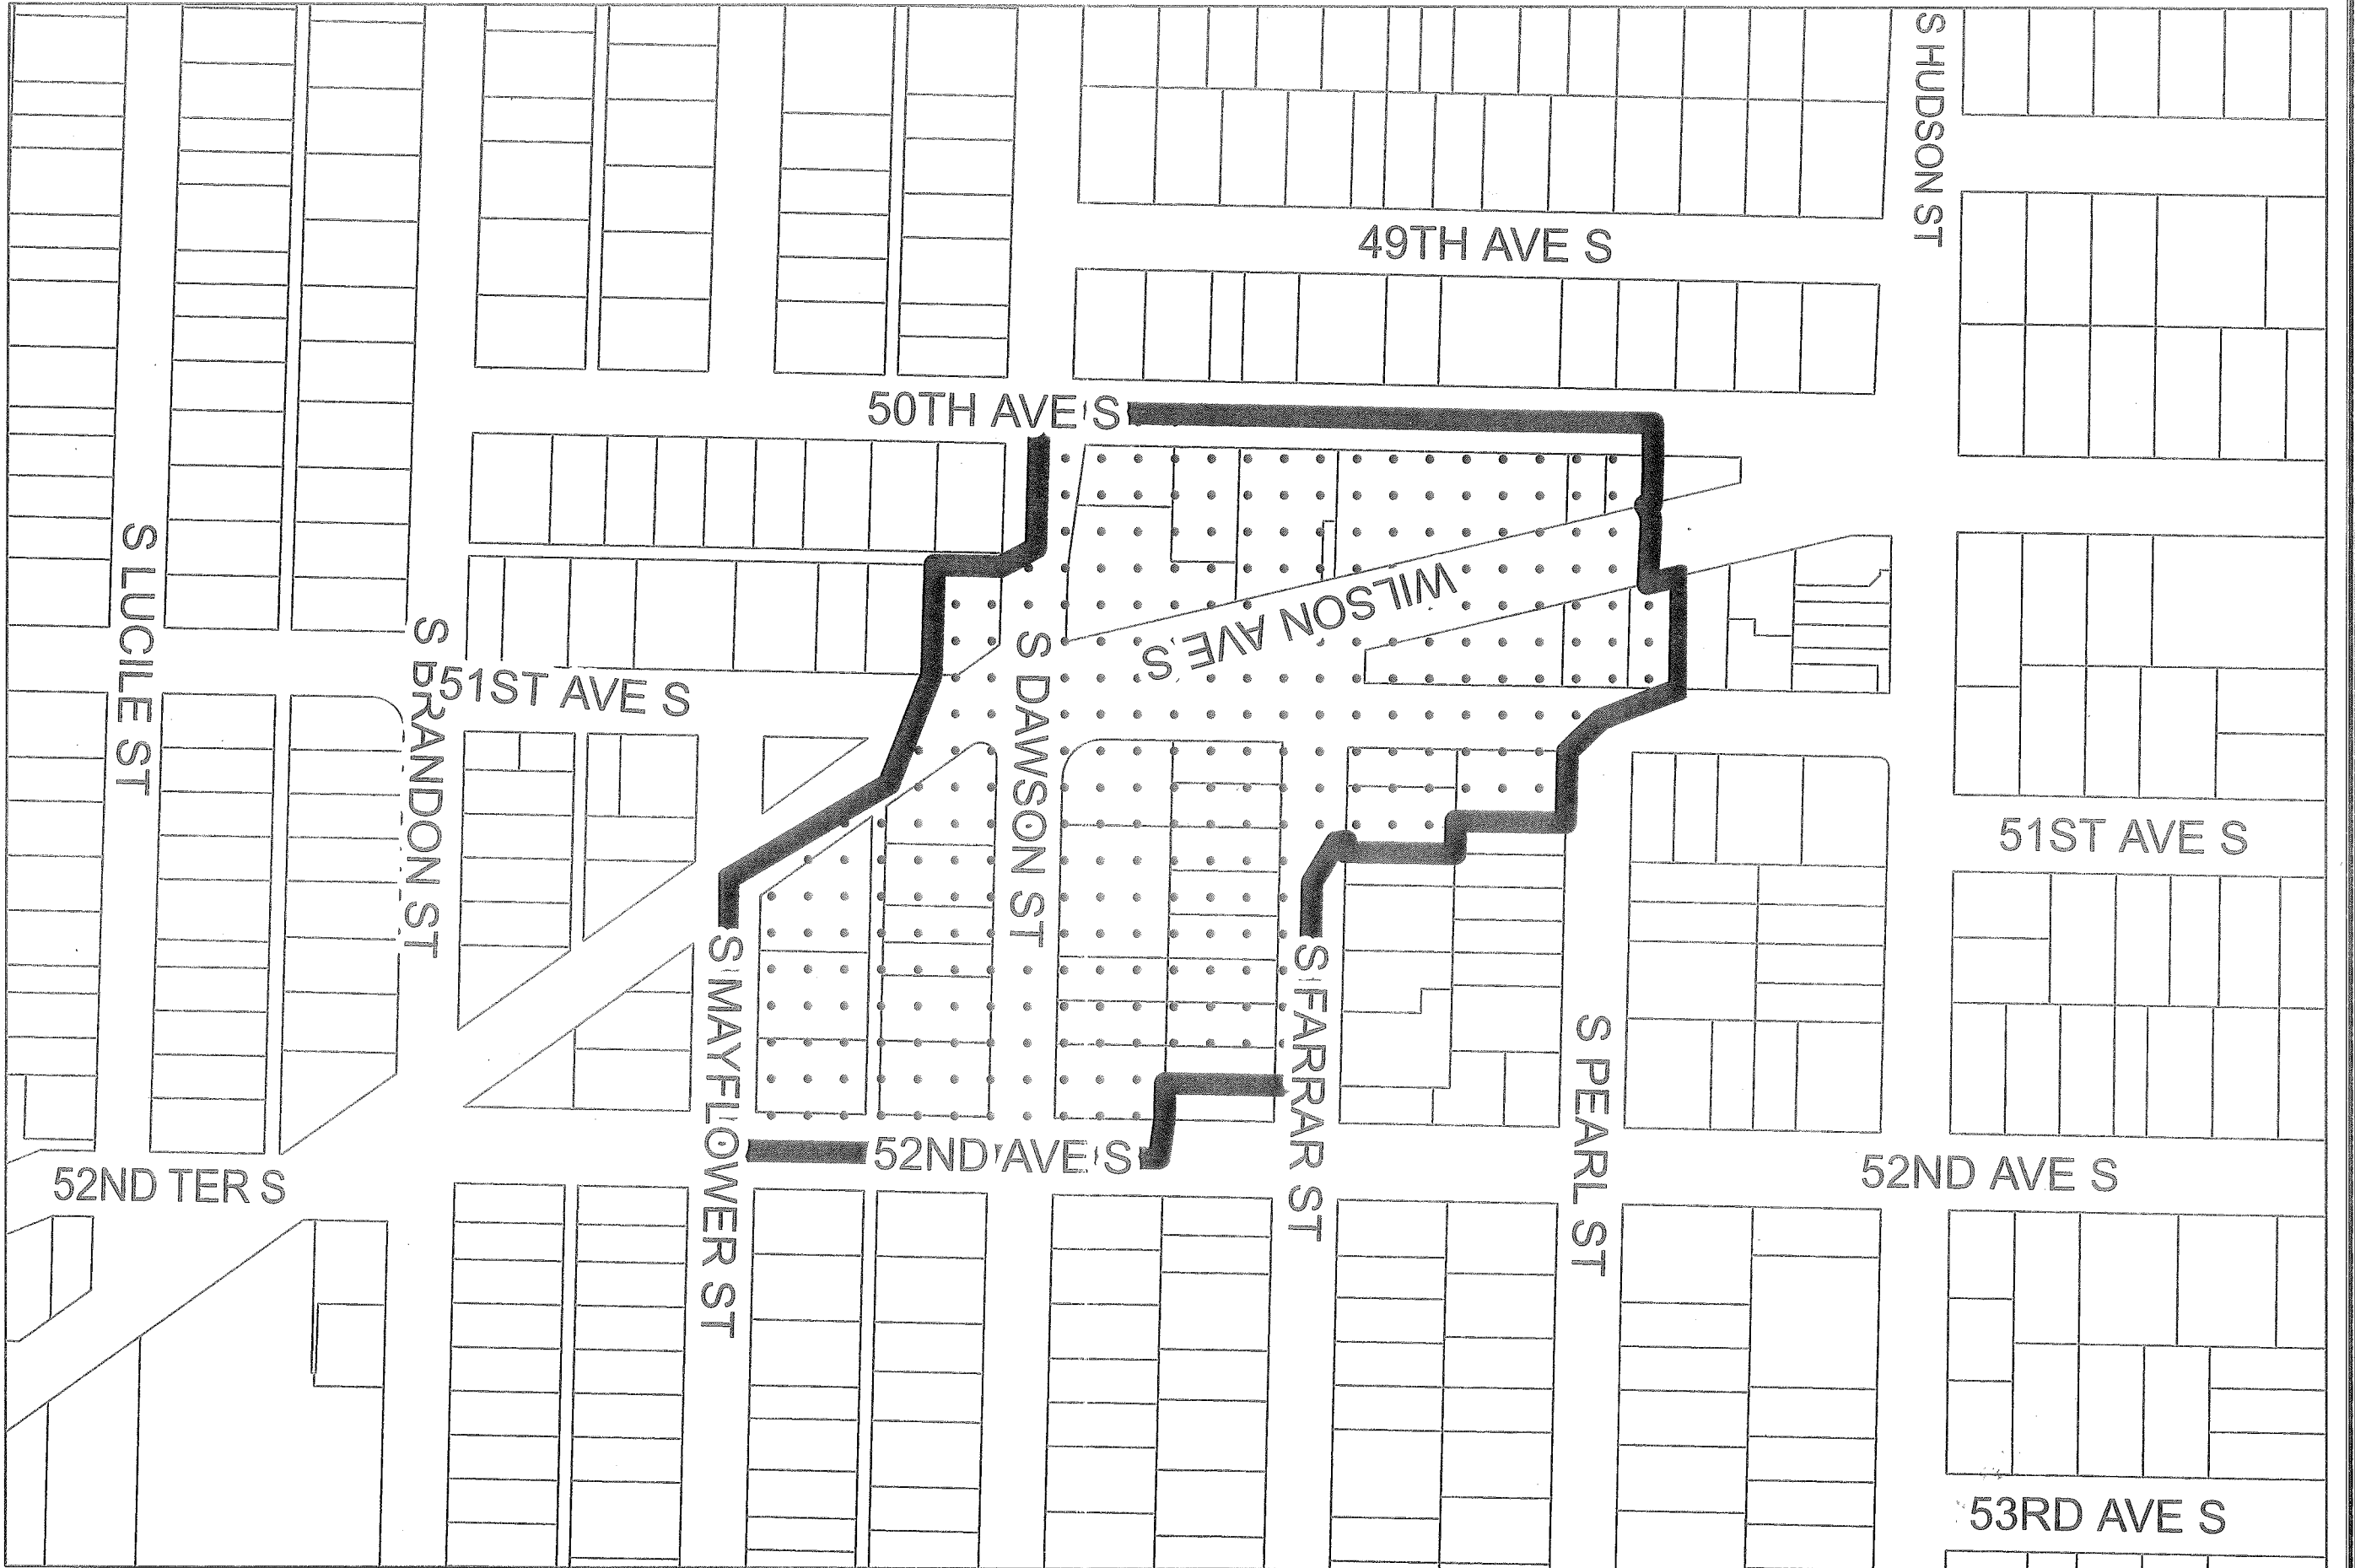 S HUDSON ST
49TH AVE S
50TH AVE S
S LUCILE ST
S BRANDON ST
51ST AVE S
WILSON AVE S
S DAWSON ST
51ST AVE S
S MAYFLOWER ST
S FARRAR ST
S PEARL ST
52ND TER S
52ND AVE S
52ND AVE S
53RD AVE S